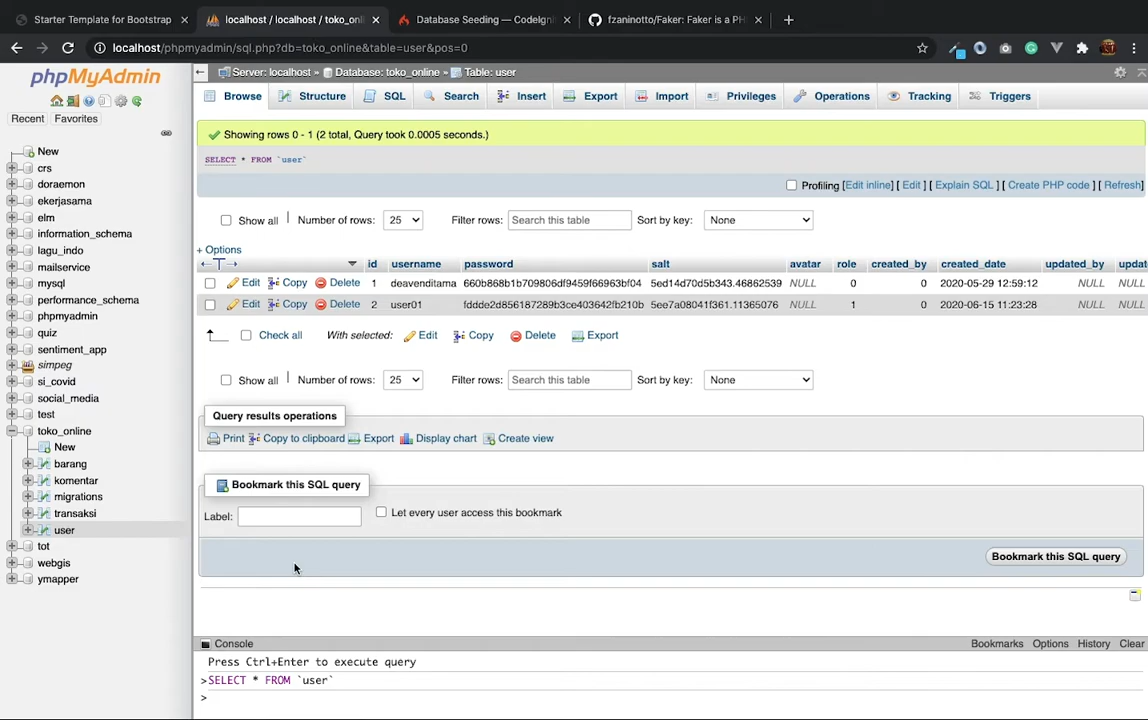 Starter Template for Bootstrap
localhost / localhost / toko_onli
Database Seeding — CodeIgni
fzaninotto/Faker: Faker is a PH
localhost/phpmyadmin/sql.php?db=toko_online&table=user&pos=0
phpMyAdmin
Recent Favorites
New
crs
doraemon
ekerjasama
elm
information_schema
lagu_indo
mailservice
mysql
performance_schema
phpmyadmin
quiz
sentiment_app
simpeg
si_covid
social_media
test
toko_online
New
barang
komentar
migrations
transaksi
user
tot
webgis
ymapper
Server: localhost » Database: toko_online » Table: user
Browse Structure SQL Search Insert Export Import Privileges Operations Tracking Triggers
Showing rows 0 - 1 (2 total, Query took 0.0005 seconds.)
SELECT * FROM `user`
Profiling [Edit inline] [ Edit ] [ Explain SQL ] [ Create PHP code ] [ Refresh]
Show all Number of rows: 25 Filter rows: Search this table Sort by key: None
+ Options
id username password salt avatar role created_by created_date updated_by updat
Edit Copy Delete 1 deavenditama 660b868b1b709806df9459f66963bf04 5ed14d70d5b343.46862539 NULL 0 0 2020-05-29 12:59:12 NULL NULL
Edit Copy Delete 2 user01 fddde2d856187289b3ce403642fb210b 5ee7a08041f361.11365076 NULL 1 0 2020-06-15 11:23:28 NULL NULL
Check all With selected: Edit Copy Delete Export
Show all Number of rows: 25 Filter rows: Search this table Sort by key: None
Query results operations
Print Copy to clipboard Export Display chart Create view
Bookmark this SQL query
Label: Let every user access this bookmark
Bookmark this SQL query
Console Bookmarks Options History Clear
Press Ctrl+Enter to execute query
>SELECT * FROM `user`
>